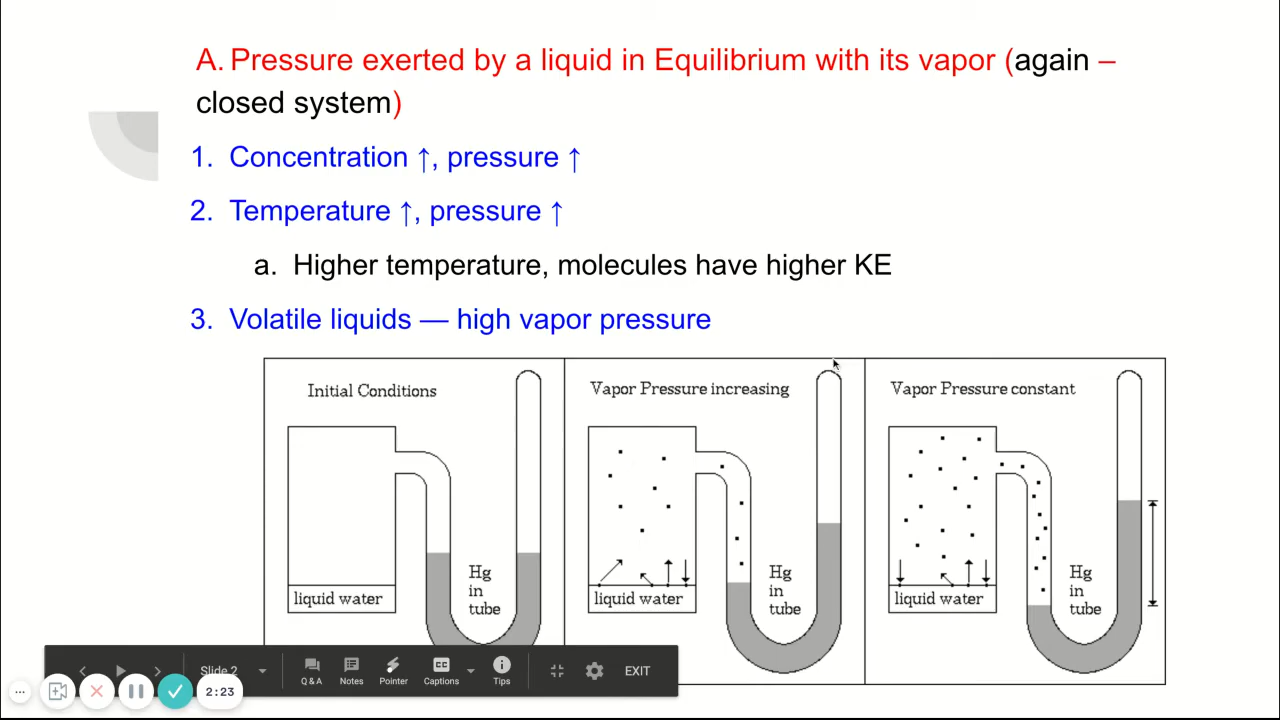 A. Pressure exerted by a liquid in Equilibrium with its vapor (again –
closed system)
1. Concentration ↑, pressure ↑
2. Temperature ↑, pressure ↑
a. Higher temperature, molecules have higher KE
3. Volatile liquids — high vapor pressure
Initial Conditions
Hg
in
tube
liquid water
Vapor Pressure increasing
Hg
in
tube
liquid water
Vapor Pressure constant
Hg
in
tube
liquid water
Slide 2
Q & A
Notes
Pointer
CC
Captions
Tips
EXIT
2:23